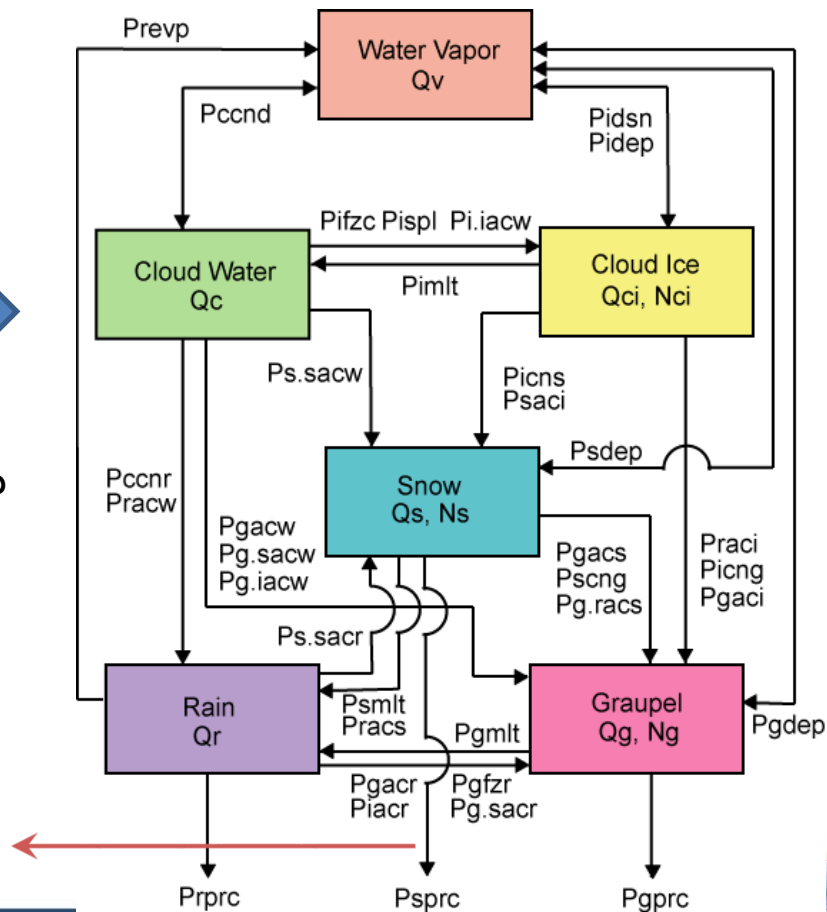 Prevp
Water Vapor
Qv
Pccnd
Pidsn
Pidep
Pifzc Pispl Pi.iacw
Cloud Water
Qc
Cloud Ice
Qci, Nci
Pimlt
Ps.sacw
Picns
Psaci
Psdep
Snow
Qs, Ns
Pccnr
Pracw
Pgacw
Pg.sacw
Pg.iacw
Pgacs
Pscng
Pg.racs
Praci
Picng
Pgaci
Ps.sacr
Rain
Qr
Psmlt
Pracs
Graupel
Qg, Ng
Pgdep
Pgmlt
Pgacr
Piacr
Pgfzr
Pg.sacr
Prprc
Psprc
Pgprc